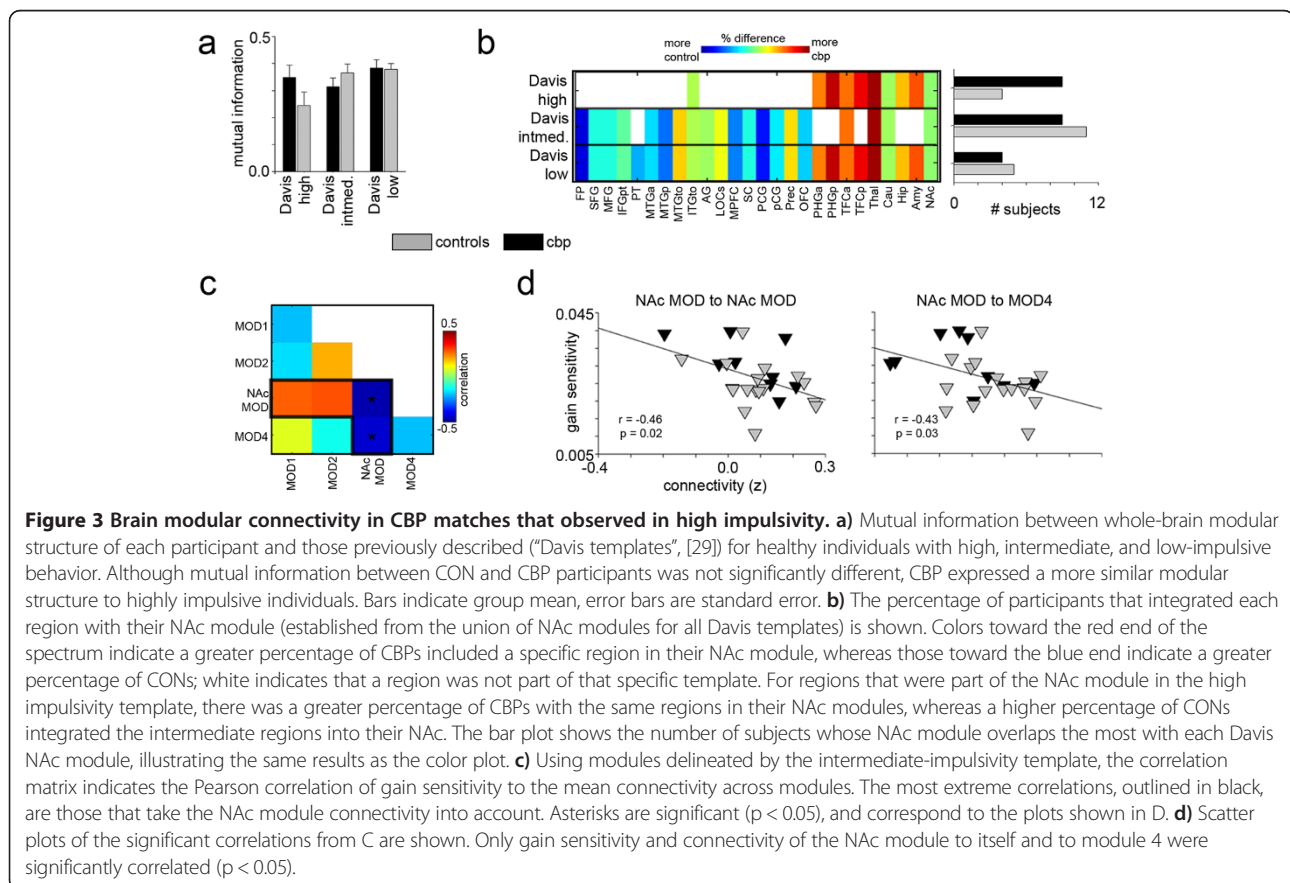 a
0.5
mutual information
0.0
Davis high
Davis intmed.
Davis low
b
% difference
more control
more cbp
Davis high
Davis intmed.
Davis low
FP
SFG
MFG
IFGpt
PT
MTGa
MTGp
MTGto
ITGto
AG
LOCs
MPFC
SC
PCG
pCG
Prec
OFC
PHGa
PHGp
TFCa
TFCp
Thal
Cau
Hip
Amy
NAc
0 12
# subjects
controls cbp
c
MOD1
MOD2
NAc MOD
MOD4
MOD1
MOD2
NAc MOD
MOD4
0.5
correlation
-0.5
* 
*
d
NAc MOD to NAc MOD
NAc MOD to MOD4
0.045
gain sensitivity
0.005
r = -0.46
p = 0.02
r = -0.43
p = 0.03
-0.4 0.0 0.3
connectivity (z)
Figure 3 Brain modular connectivity in CBP matches that observed in high impulsivity. a) Mutual information between whole-brain modular
structure of each participant and those previously described (“Davis templates”, [29]) for healthy individuals with high, intermediate, and low-impulsive
behavior. Although mutual information between CON and CBP participants was not significantly different, CBP expressed a more similar modular
structure to highly impulsive individuals. Bars indicate group mean, error bars are standard error. b) The percentage of participants that integrated each
region with their NAc module (established from the union of NAc modules for all Davis templates) is shown. Colors toward the red end of the
spectrum indicate a greater percentage of CBPs included a specific region in their NAc module, whereas those toward the blue end indicate a greater
percentage of CONs; white indicates that a region was not part of that specific template. For regions that were part of the NAc module in the high
impulsivity template, there was a greater percentage of CBPs with the same regions in their NAc modules, whereas a higher percentage of CONs
integrated the intermediate regions into their NAc. The bar plot shows the number of subjects whose NAc module overlaps the most with each Davis
NAc module, illustrating the same results as the color plot. c) Using modules delineated by the intermediate-impulsivity template, the correlation
matrix indicates the Pearson correlation of gain sensitivity to the mean connectivity across modules. The most extreme correlations, outlined in black,
are those that take the NAc module connectivity into account. Asterisks are significant (p < 0.05), and correspond to the plots shown in D. d) Scatter
plots of the significant correlations from C are shown. Only gain sensitivity and connectivity of the NAc module to itself and to module 4 were
significantly correlated (p < 0.05).